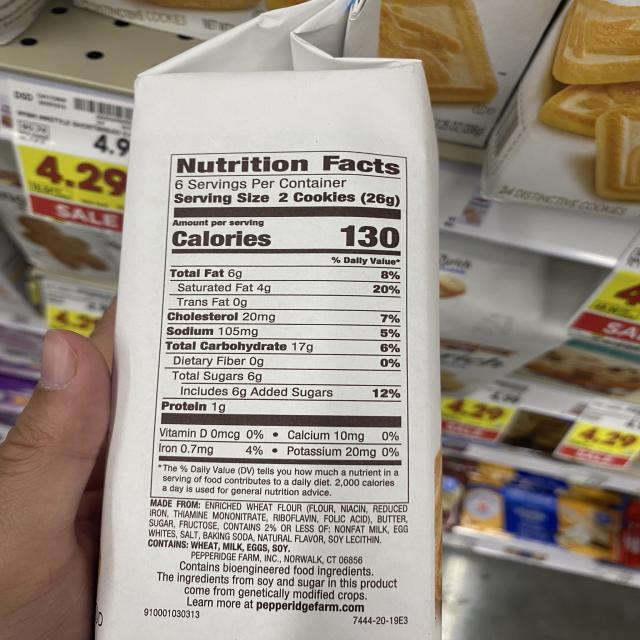 DISTINCTIVE COOKIES
DSD
4.9
4.29
SALE
Nutrition Facts
6 Servings Per Container
Serving Size 2 Cookies (26g)
Amount per serving
Calories 130
% Daily Value*
Total Fat 6g 8%
Saturated Fat 4g 20%
Trans Fat 0g
Cholesterol 20mg 7%
Sodium 105mg 5%
Total Carbohydrate 17g 6%
Dietary Fiber 0g 0%
Total Sugars 6g
Includes 6g Added Sugars 12%
Protein 1g
Vitamin D 0mcg 0% • Calcium 10mg 0%
Iron 0.7mg 4% • Potassium 20mg 0%
*The % Daily Value (DV) tells you how much a nutrient in a
serving of food contributes to a daily diet. 2,000 calories
a day is used for general nutrition advice.
MADE FROM: ENRICHED WHEAT FLOUR (FLOUR, NIACIN, REDUCED
IRON, THIAMINE MONONITRATE, RIBOFLAVIN, FOLIC ACID), BUTTER,
SUGAR, FRUCTOSE, CONTAINS 2% OR LESS OF: NONFAT MILK, EGG
WHITES, SALT, BAKING SODA, NATURAL FLAVOR, SOY LECITHIN.
CONTAINS: WHEAT, MILK, EGGS, SOY.
PEPPERIDGE FARM, INC., NORWALK, CT 06856
Contains bioengineered food ingredients.
The ingredients from soy and sugar in this product
come from genetically modified crops.
Learn more at pepperidgefarm.com
910001030313 7444-20-19E3
24 DISTINCTIVE COOKIES
4.29
4.29